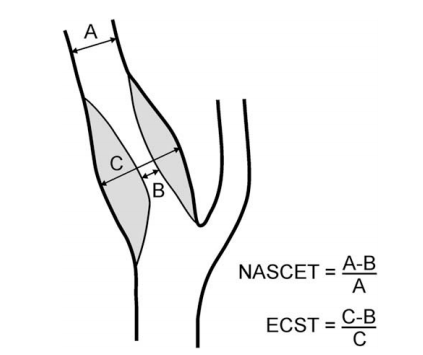 A
C
B
NASCET = A-B
A
ECST = C-B
C